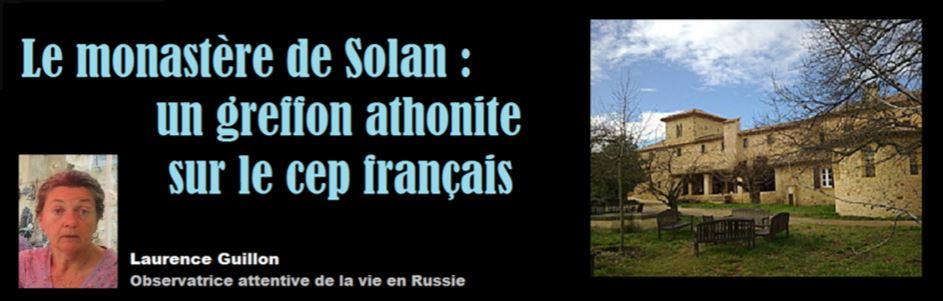 Le monastère de Solan :
un greffon athonite
sur le cep français
Laurence Guillon
Observatrice attentive de la vie en Russie